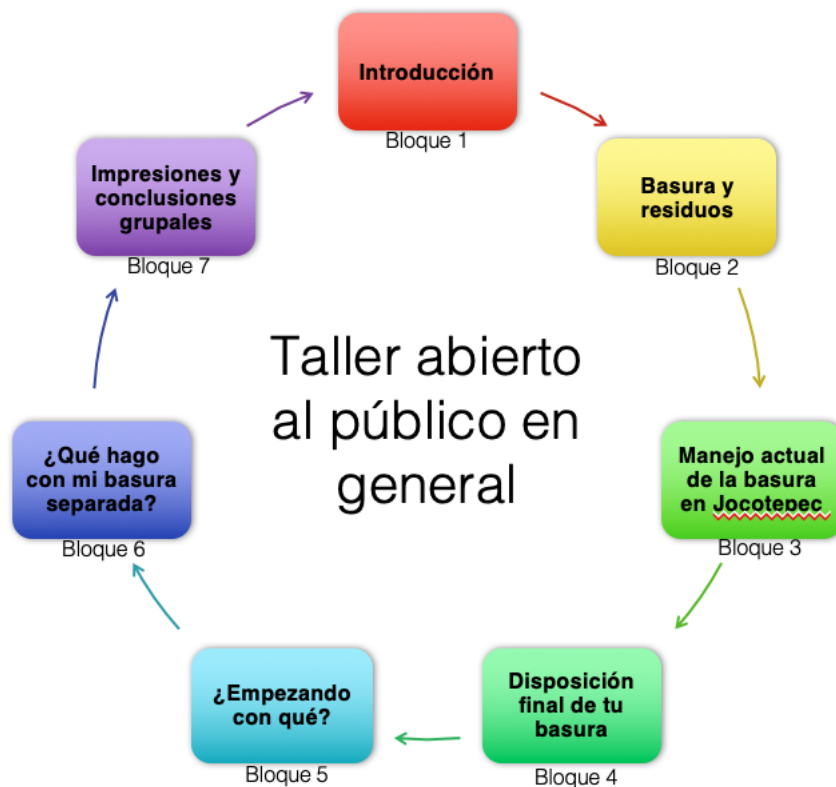 Introducción
Bloque 1
Basura y
residuos
Bloque 2
Manejo actual
de la basura
en Jocotepec
Bloque 3
Disposición
final de tu
basura
Bloque 4
¿Empezando
con qué?
Bloque 5
¿Qué hago
con mi basura
separada?
Bloque 6
Impresiones y
conclusiones
grupales
Bloque 7
Taller abierto
al público en
general